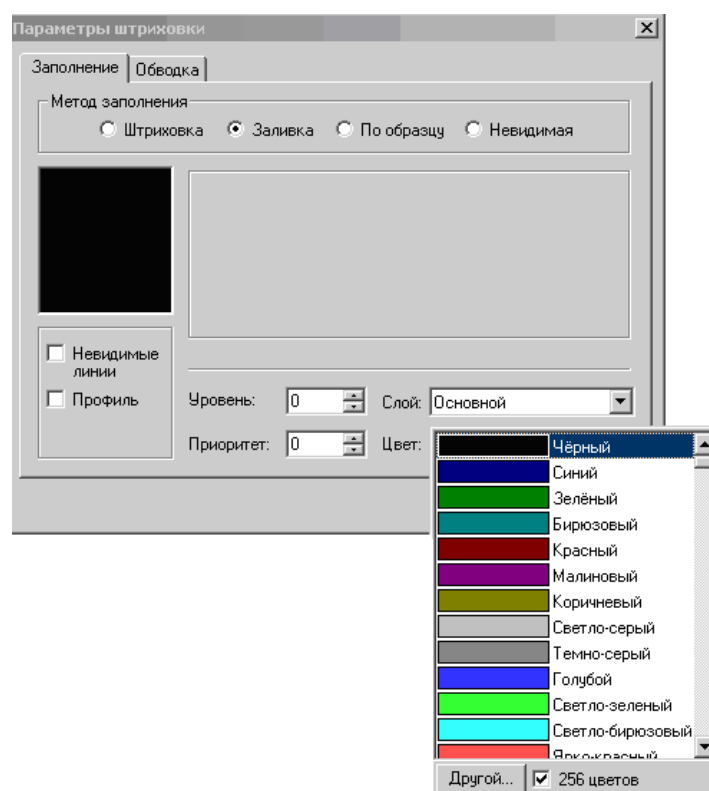 Параметры штриховки
Заполнение Обводка
Метод заполнения
Штриховка Заливка По образцу Невидимая
Невидимые
линии
Профиль Уровень: 0 Слой: Основной
Приоритет: 0 Цвет:
Чёрный
Синий
Зелёный
Бирюзовый
Красный
Малиновый
Коричневый
Светло-серый
Темно-серый
Голубой
Светло-зеленый
Светло-бирюзовый
Ярко-красный
Другой... 256 цветов